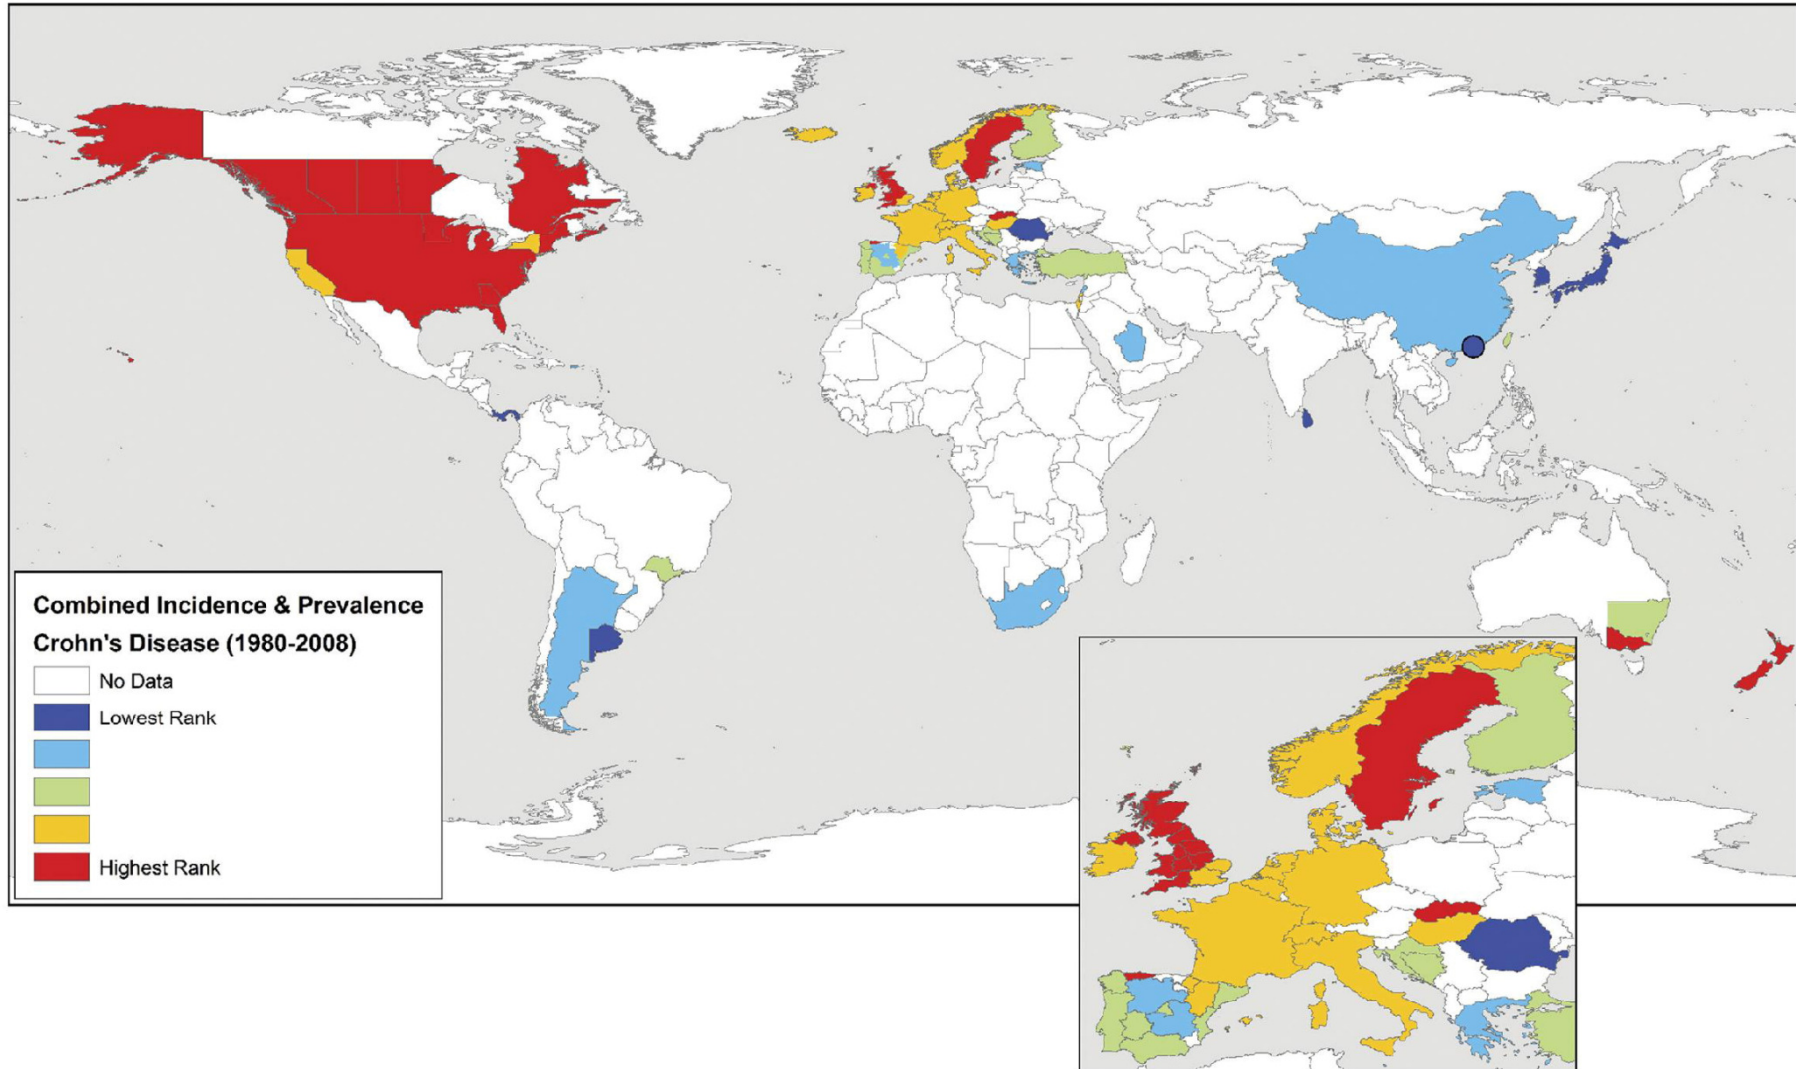 Combined Incidence & Prevalence
Crohn's Disease (1980-2008)
No Data
Lowest Rank
Highest Rank